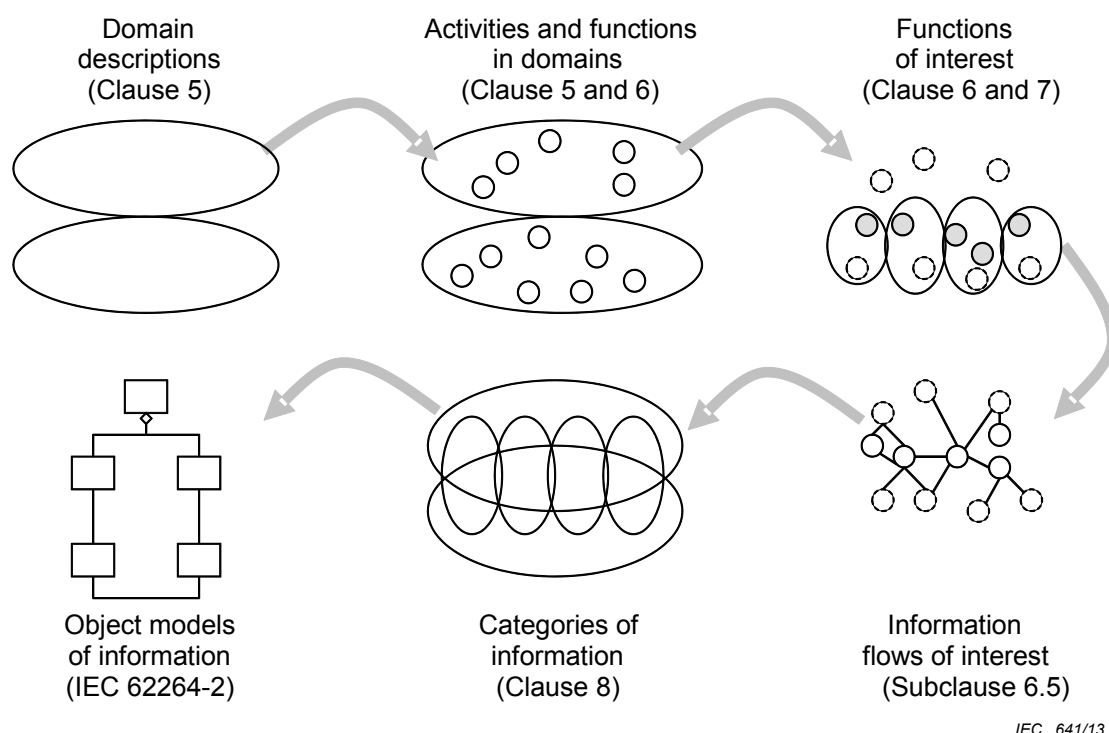 Domain
descriptions
(Clause 5)
Activities and functions
in domains
(Clause 5 and 6)
Functions
of interest
(Clause 6 and 7)
Object models
of information
(IEC 62264-2)
Categories of
information
(Clause 8)
Information
flows of interest
(Subclause 6.5)
IEC 641/13